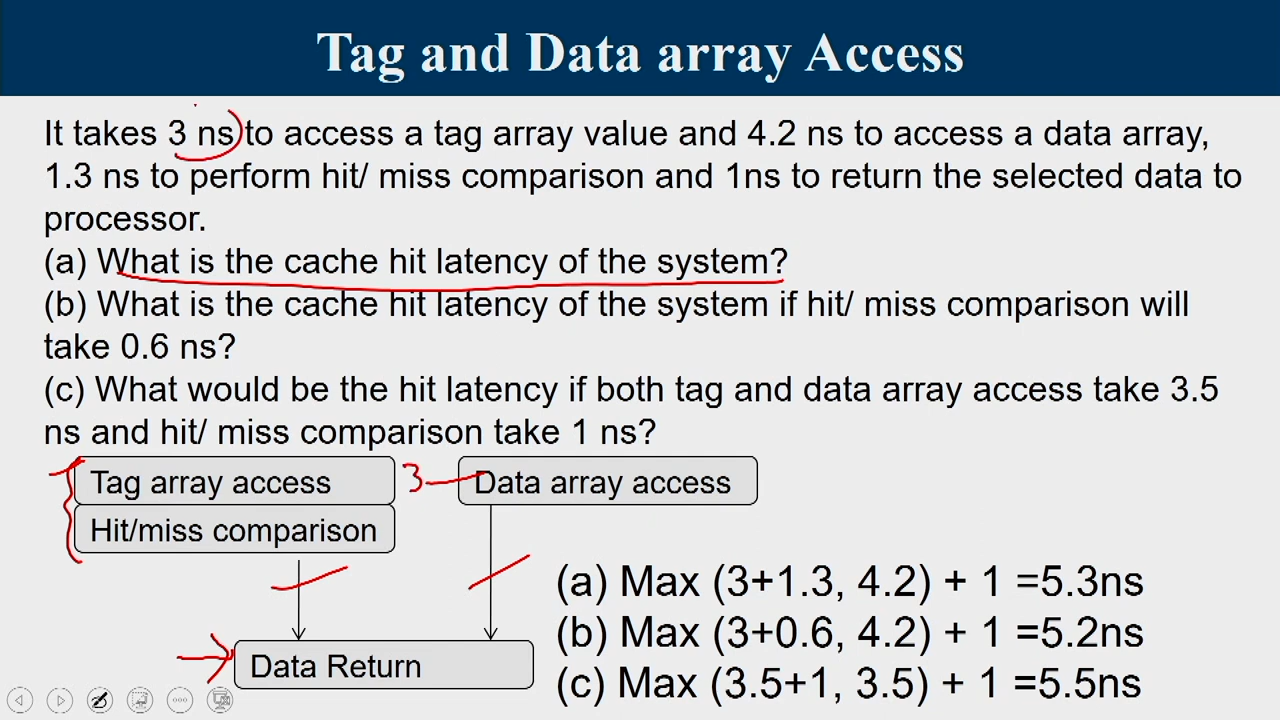 Tag and Data array Access
It takes 3 ns to access a tag array value and 4.2 ns to access a data array,
1.3 ns to perform hit/ miss comparison and 1ns to return the selected data to
processor.
(a) What is the cache hit latency of the system?
(b) What is the cache hit latency of the system if hit/ miss comparison will
take 0.6 ns?
(c) What would be the hit latency if both tag and data array access take 3.5
ns and hit/ miss comparison take 1 ns?
Tag array access
3
Data array access
Hit/miss comparison
Data Return
(a) Max (3+1.3, 4.2) + 1 =5.3ns
(b) Max (3+0.6, 4.2) + 1 =5.2ns
(c) Max (3.5+1, 3.5) + 1 =5.5ns